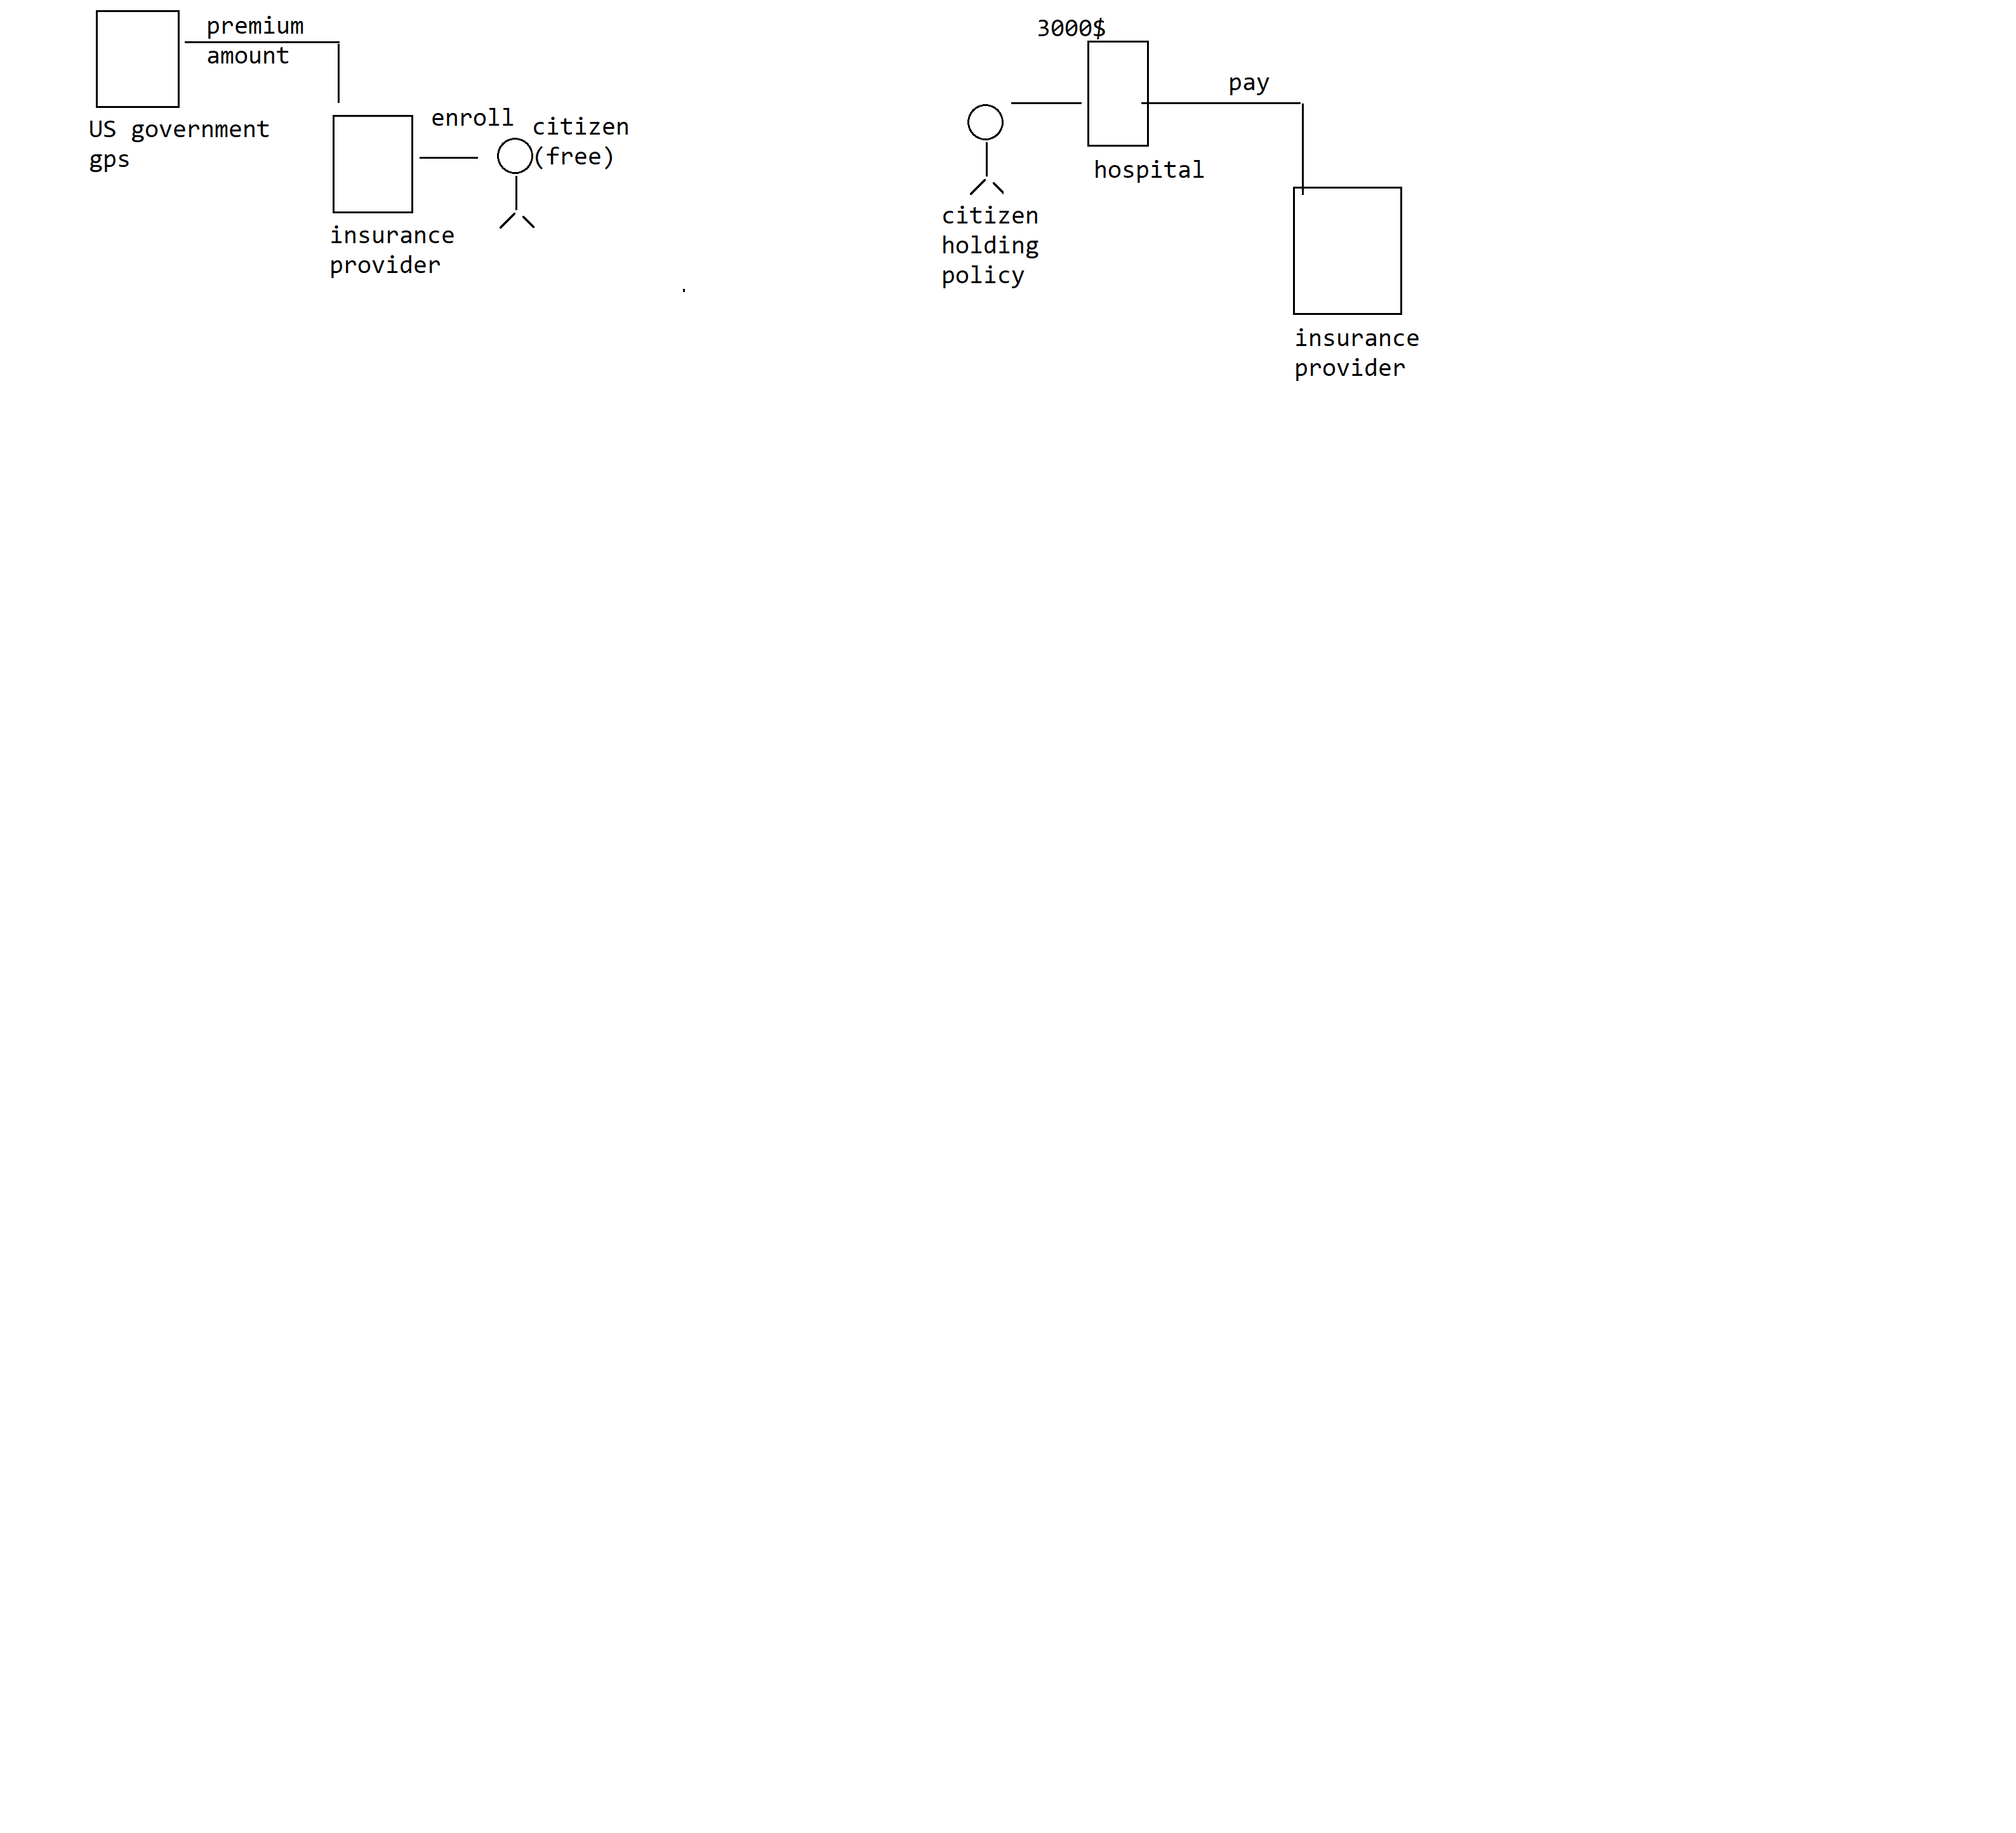 premium
amount
US government
gps
enroll
citizen
(free)
insurance
provider
3000$
pay
hospital
citizen
holding
policy
insurance
provider